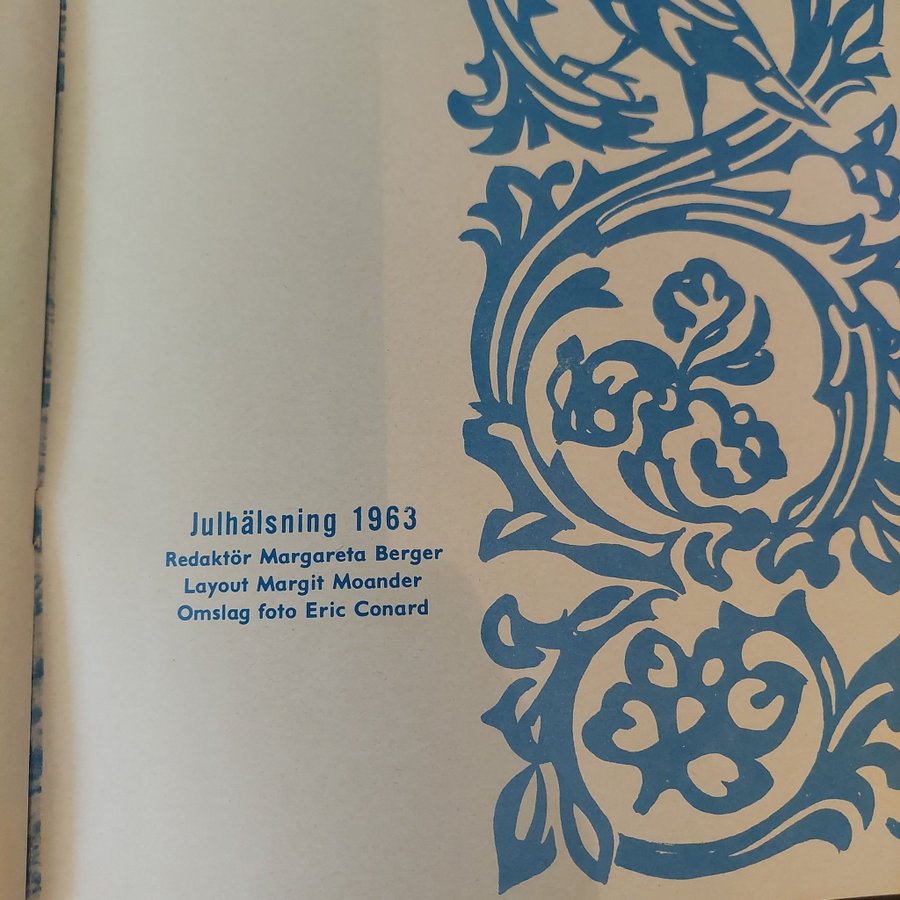 Julhälsning 1963
Redaktör Margareta Berger
Layout Margit Moander
Omslag foto Eric Conard